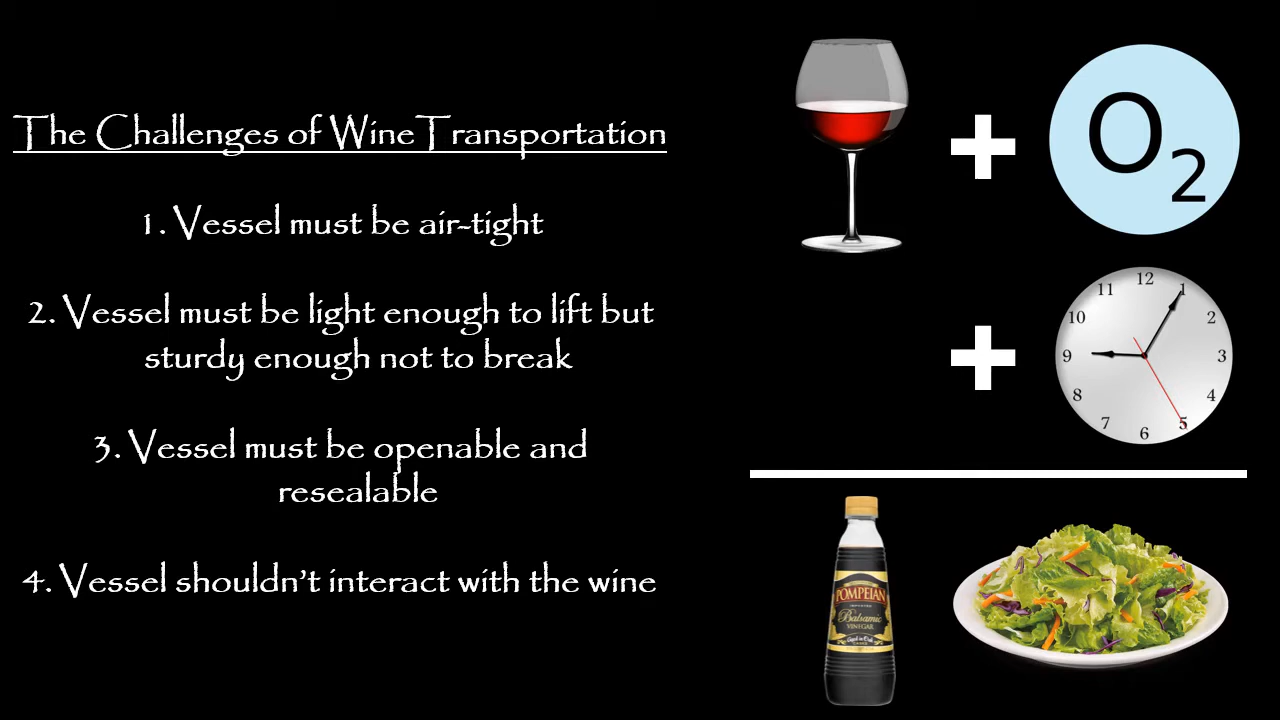 The Challenges of Wine Transportation
1. Vessel must be air-tight
2. Vessel must be light enough to lift but
sturdy enough not to break
3. Vessel must be openable and
resealable
4. Vessel shouldn't interact with the wine
O2
12
1
2
3
4
5
6
7
8
9
10
11
POMPEIAN
IMPORTED
Balsamic
VINEGAR